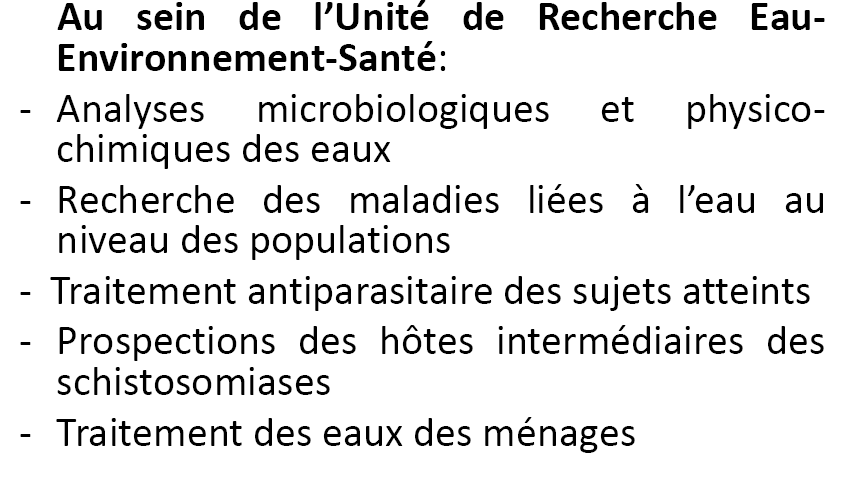 Au sein de l’Unité de Recherche Eau-
Environnement-Santé:
- Analyses microbiologiques et physico-
chimiques des eaux
- Recherche des maladies liées à l’eau au
niveau des populations
- Traitement antiparasitaire des sujets atteints
- Prospections des hôtes intermédiaires des
schistosomiases
- Traitement des eaux des ménages